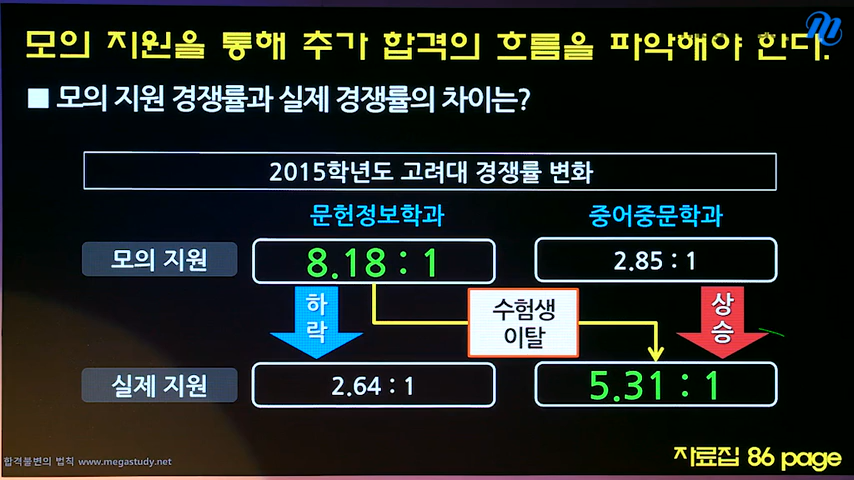 모의 지원을 통해 추가 합격의 흐름을 파악해야 한다.
■ 모의 지원 경쟁률과 실제 경쟁률의 차이는?
2015학년도 고려대 경쟁률 변화
문헌정보학과 중어중문학과
모의 지원 8.18 : 1 2.85 : 1
하락 수험생 이탈 상승
실제 지원 2.64 : 1 5.31 : 1
합격불변의 법칙 www.megastudy.net
자료집 86 page